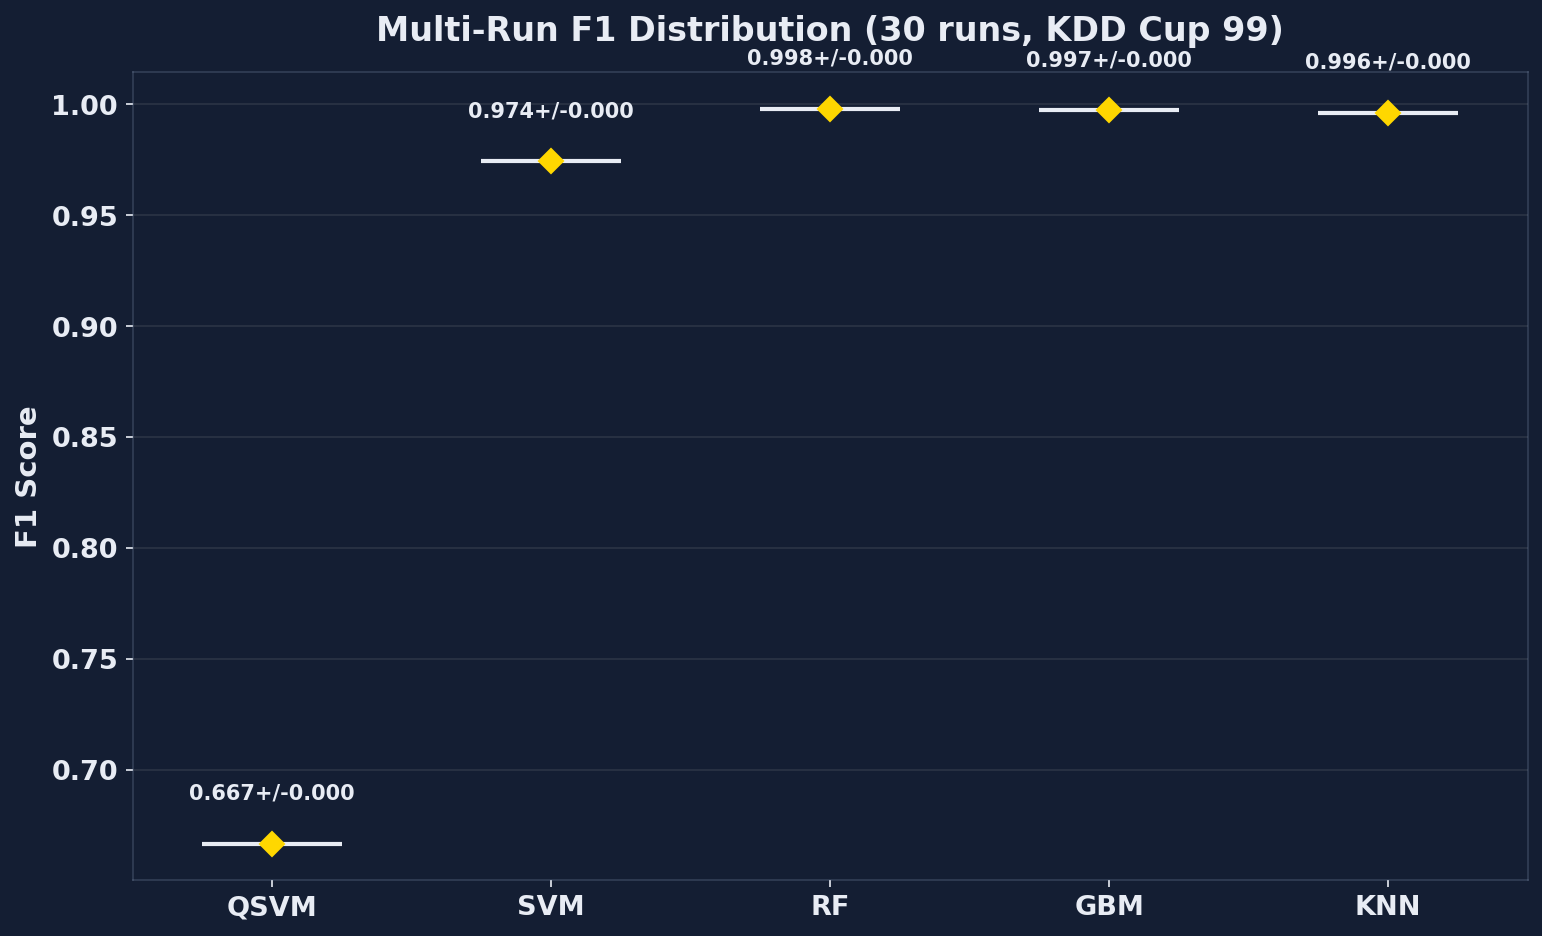 Multi-Run F1 Distribution (30 runs, KDD Cup 99)
0.998+/-0.000
0.997+/-0.000
0.996+/-0.000
0.974+/-0.000
0.667+/-0.000
1.00
0.95
0.90
0.85
0.80
0.75
0.70
F1 Score
QSVM
SVM
RF
GBM
KNN